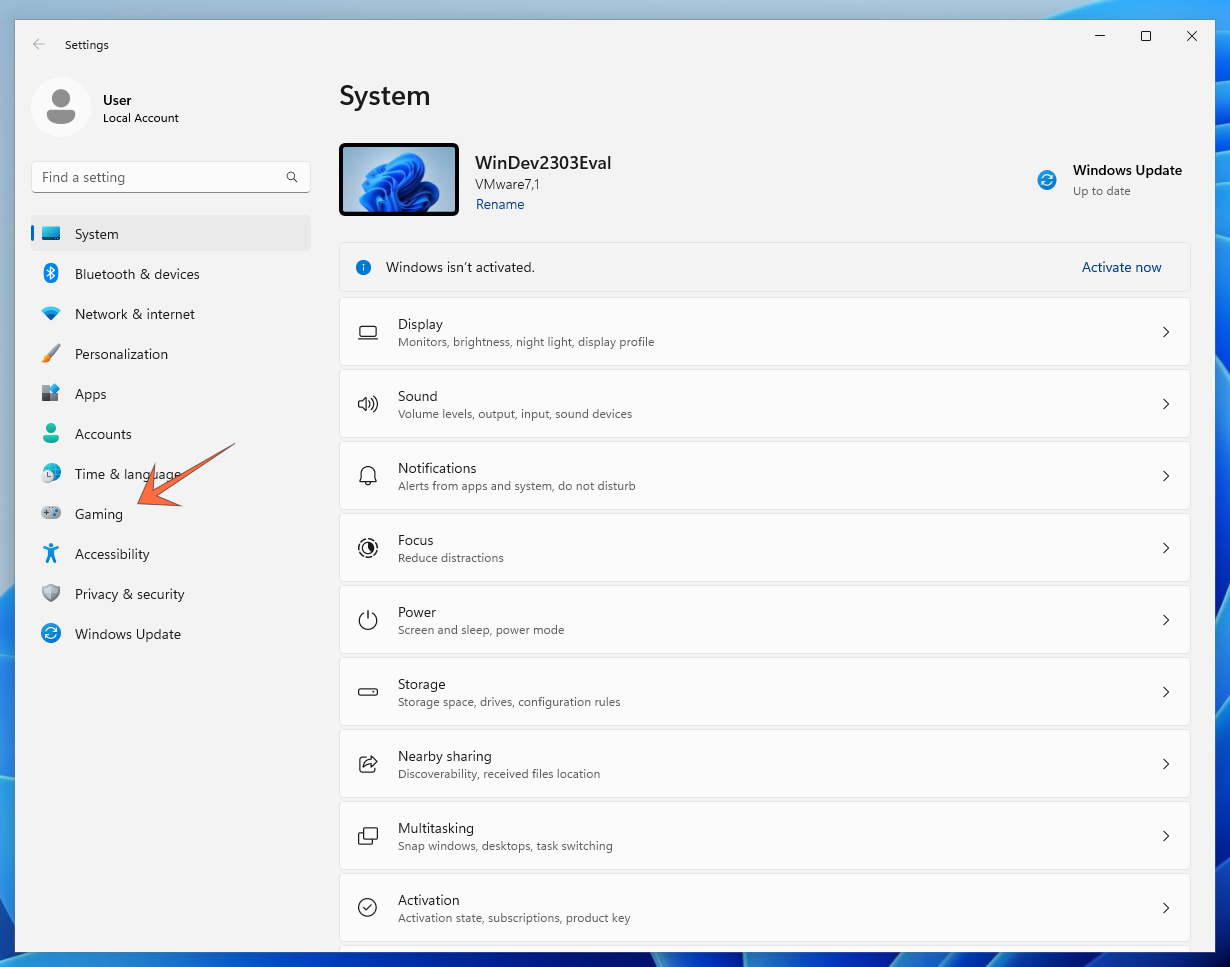 Settings
User
Local Account
Find a setting
System
Bluetooth & devices
Network & internet
Personalization
Apps
Accounts
Time & language
Gaming
Accessibility
Privacy & security
Windows Update
System
WinDev2303Eval
VMware7,1
Rename
Windows Update
Up to date
Windows isn't activated.
Activate now
Display
Monitors, brightness, night light, display profile
Sound
Volume levels, output, input, sound devices
Notifications
Alerts from apps and system, do not disturb
Focus
Reduce distractions
Power
Screen and sleep, power mode
Storage
Storage space, drives, configuration rules
Nearby sharing
Discoverability, received files location
Multitasking
Snap windows, desktops, task switching
Activation
Activation state, subscriptions, product key